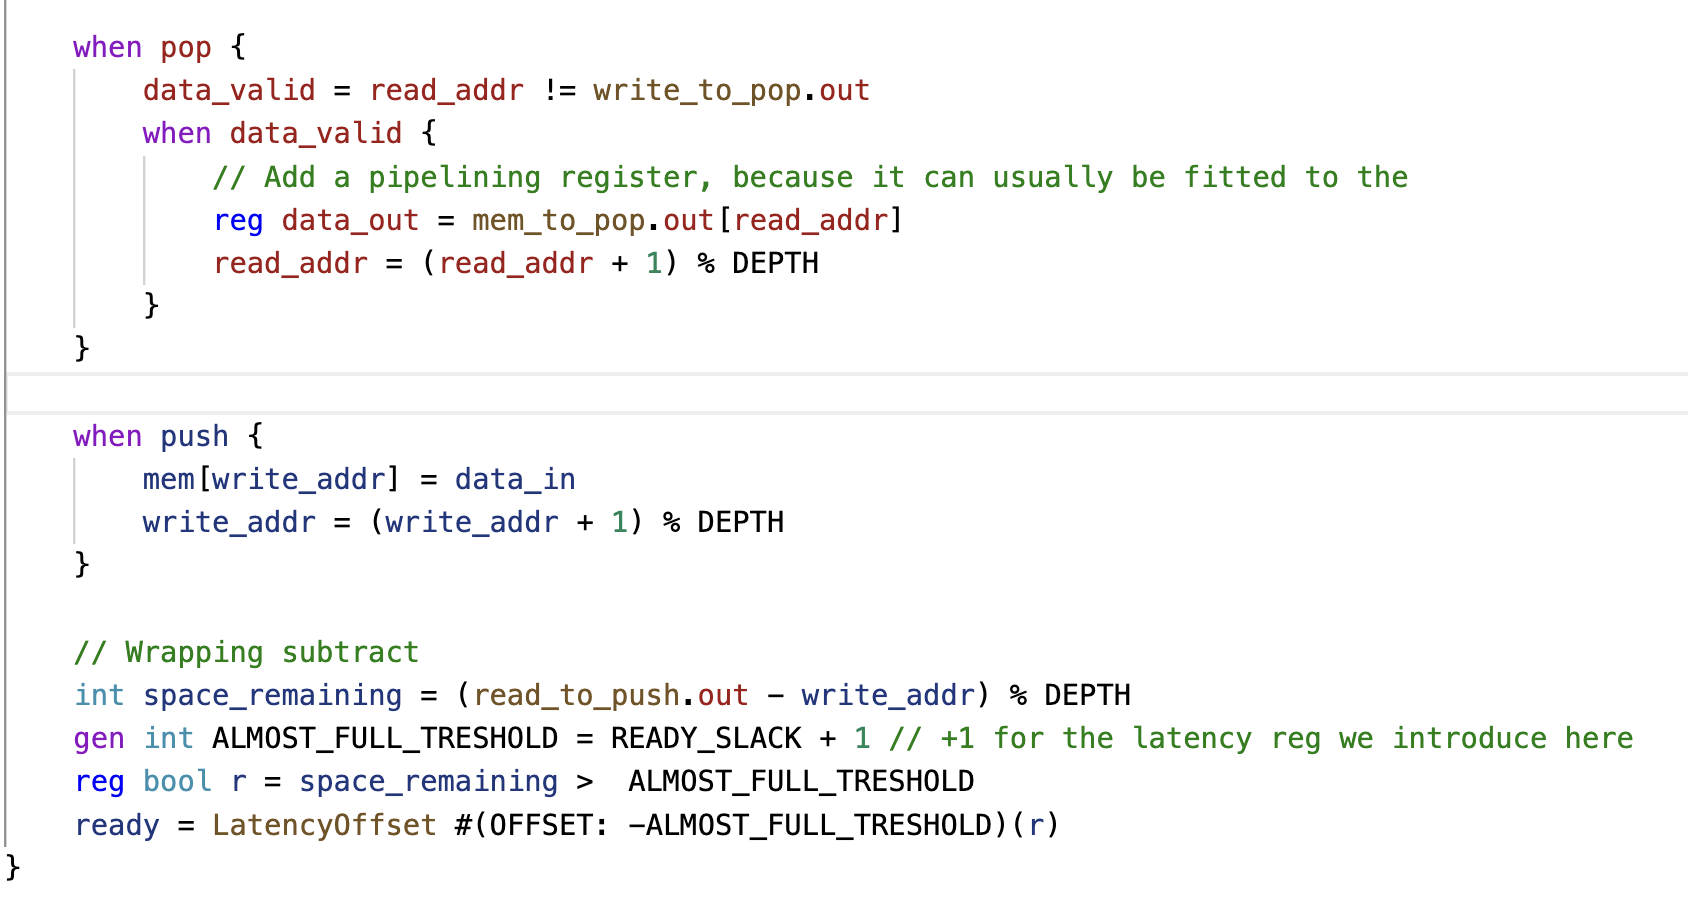 when pop {
data_valid = read_addr != write_to_pop.out
when data_valid {
// Add a pipelining register, because it can usually be fitted to the
reg data_out = mem_to_pop.out[read_addr]
read_addr = (read_addr + 1) % DEPTH
}
}
when push {
mem[write_addr] = data_in
write_addr = (write_addr + 1) % DEPTH
}
// Wrapping subtract
int space_remaining = (read_to_push.out - write_addr) % DEPTH
gen int ALMOST_FULL_TRESHOLD = READY_SLACK + 1 // +1 for the latency reg we introduce here
reg bool r = space_remaining >  ALMOST_FULL_TRESHOLD
ready = LatencyOffset #(OFFSET: -ALMOST_FULL_TRESHOLD)(r)
}